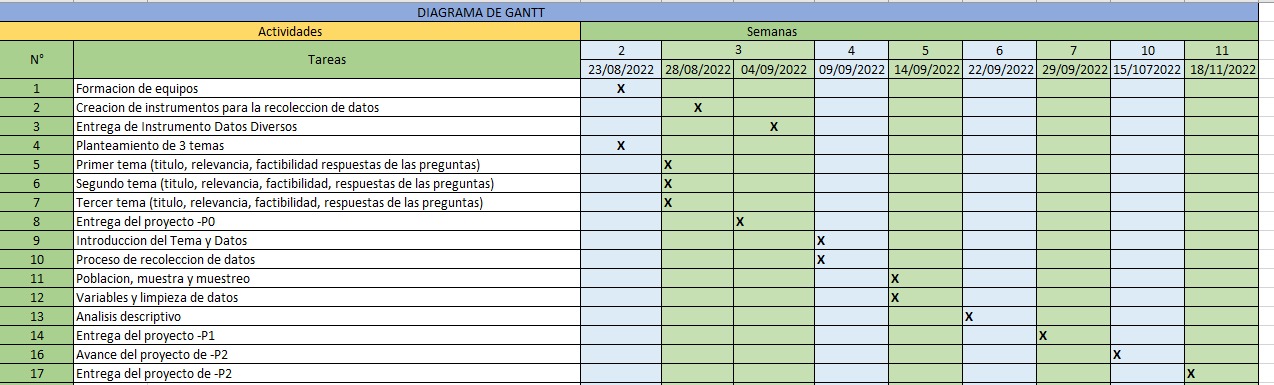 DIAGRAMA DE GANTT
Actividades Semanas
N° Tareas 2 3 4 5 6 7 10 11
23/08/2022 28/08/2022 04/09/2022 09/09/2022 14/09/2022 22/09/2022 29/09/2022 15/1072022 18/11/2022
1 Formacion de equipos X
2 Creacion de instrumentos para la recoleccion de datos X
3 Entrega de Instrumento Datos Diversos X
4 Planteamiento de 3 temas X
5 Primer tema (titulo, relevancia, factibilidad respuestas de las preguntas) X
6 Segundo tema (titulo, relevancia, factibilidad, respuestas de las preguntas) X
7 Tercer tema (titulo, relevancia, factibilidad, respuestas de las preguntas) X
8 Entrega del proyecto -P0 X
9 Introduccion del Tema y Datos X
10 Proceso de recoleccion de datos X
11 Poblacion, muestra y muestreo X
12 Variables y limpieza de datos X
13 Analisis descriptivo X
14 Entrega del proyecto -P1 X
16 Avance del proyecto de -P2 X
17 Entrega del proyecto de -P2 X